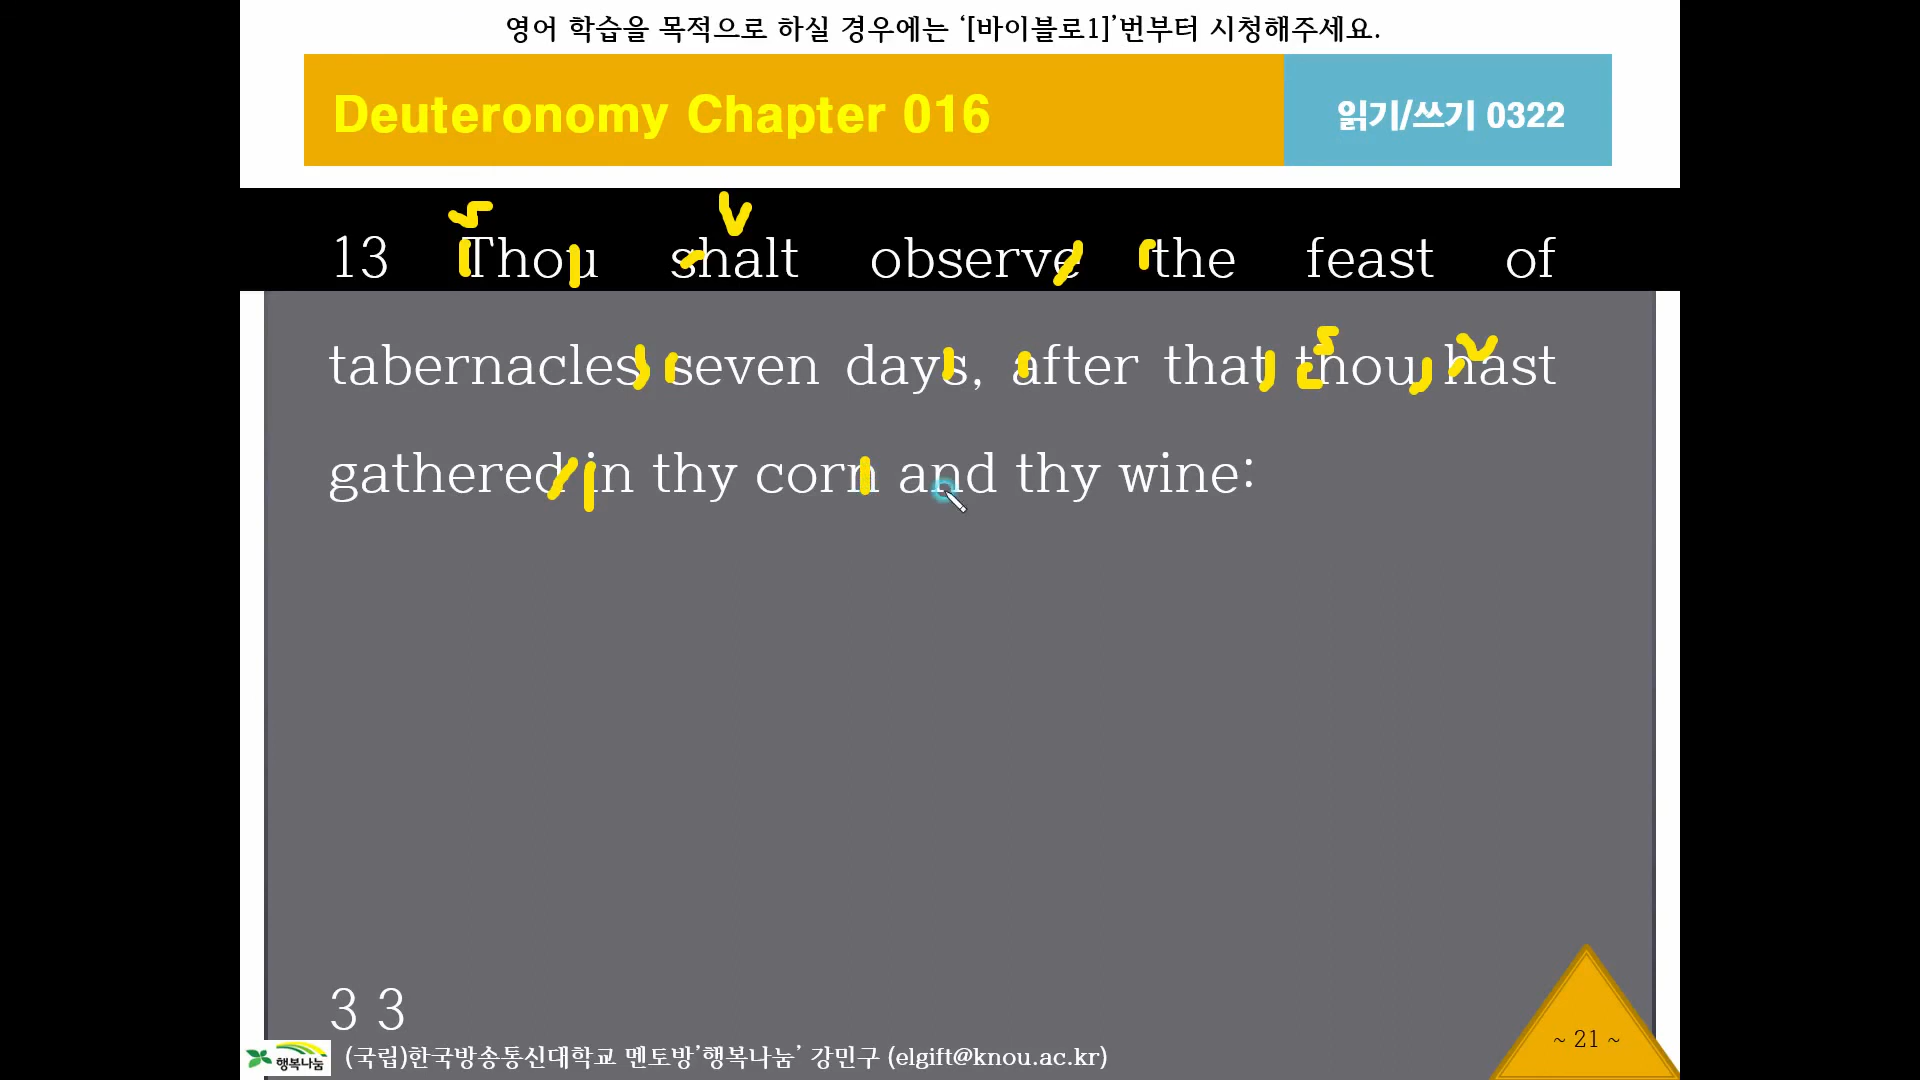 영어 학습을 목적으로 하실 경우에는 ‘[바이블로1]’번부터 시청해주세요.
Deuteronomy Chapter 016
읽기/쓰기 0322
13 Thou shalt observe the feast of
tabernacles seven days, after that thou hast
gathered in thy corn and thy wine:
3 3
~ 21 ~
행복나눔
(국립)한국방송통신대학교 멘토방’행복나눔’ 강민구 (elgift@knou.ac.kr)